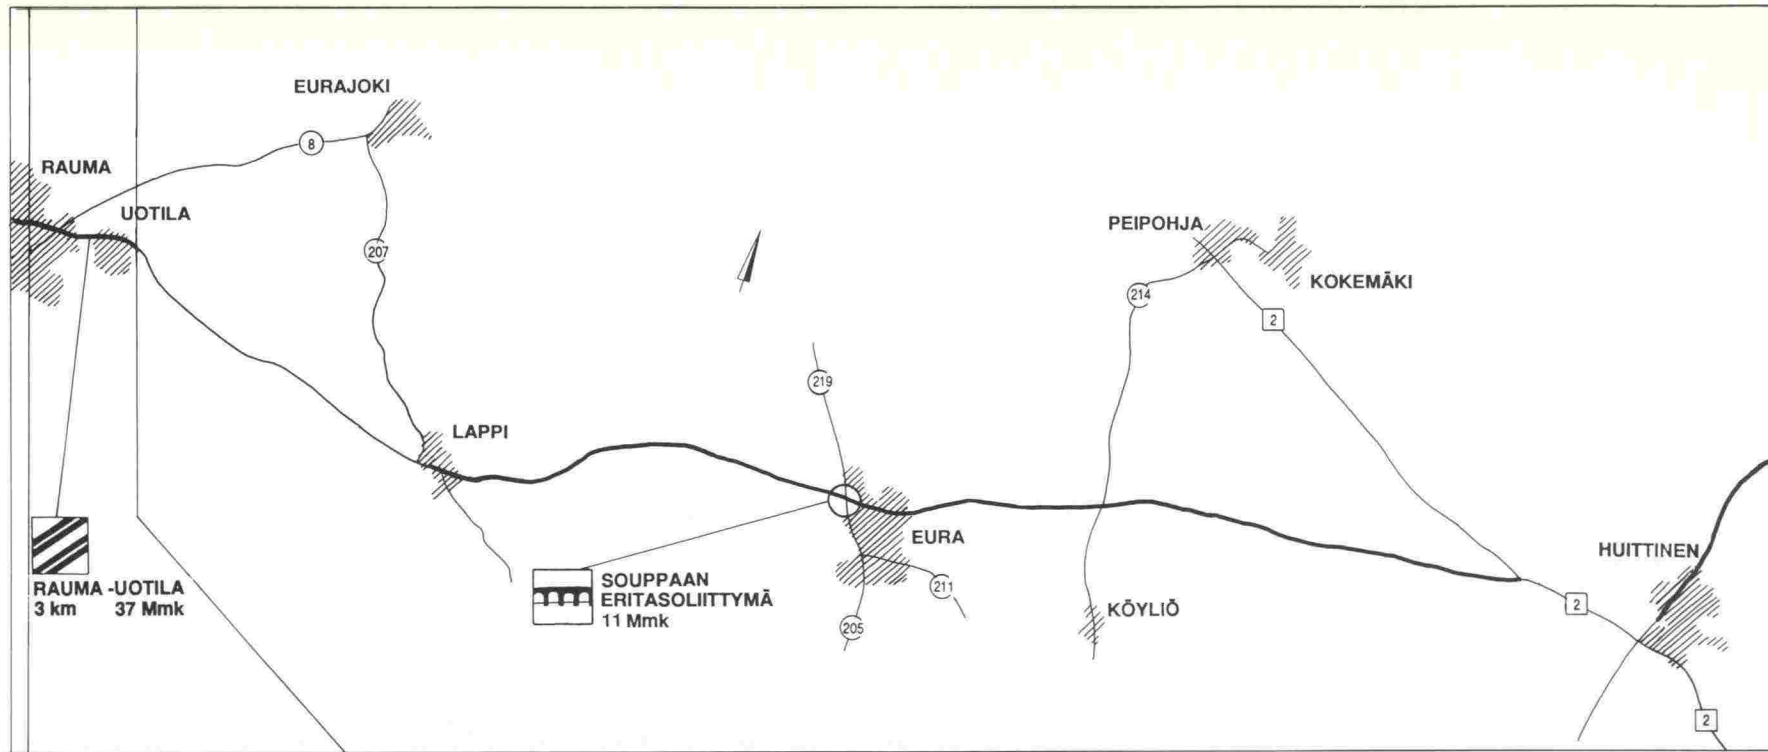 EURAJOKI
8
RAUMA
UOTILA
207
PEIPOHJA
KOKEMÄKI
214
2
219
LAPPI
EURA
HUITTINEN
RAUMA -UOTILA
3 km 37 Mmk
SOUPPAAN
ERITASOLIITTYMÄ
11 Mmk
211
205
KÖYLIÖ
2
2